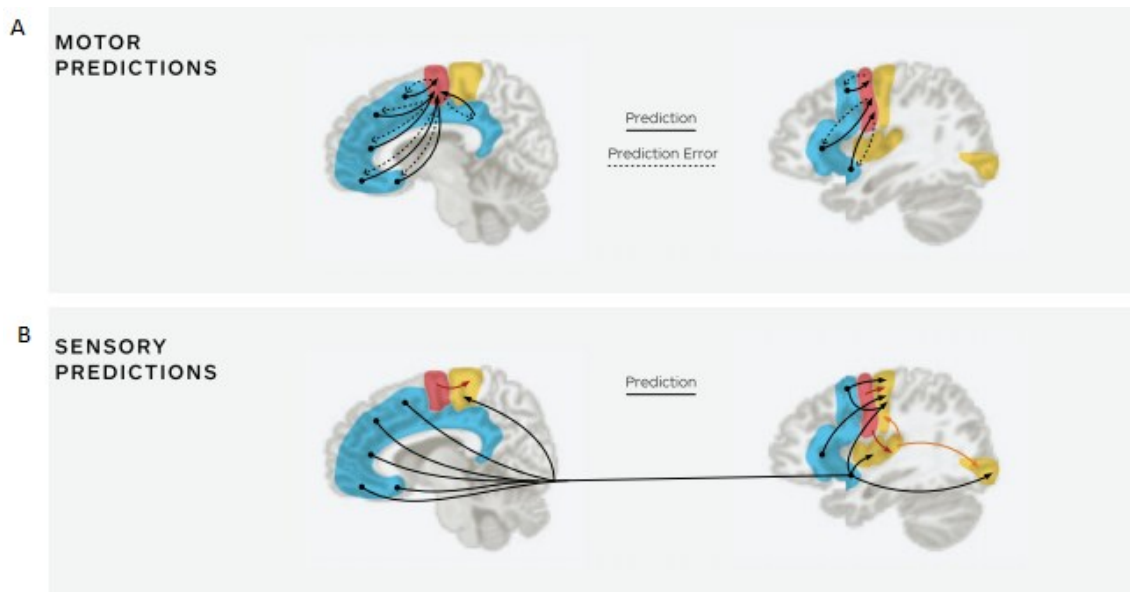 A
MOTOR
PREDICTIONS
Prediction
Prediction Error
B
SENSORY
PREDICTIONS
Prediction